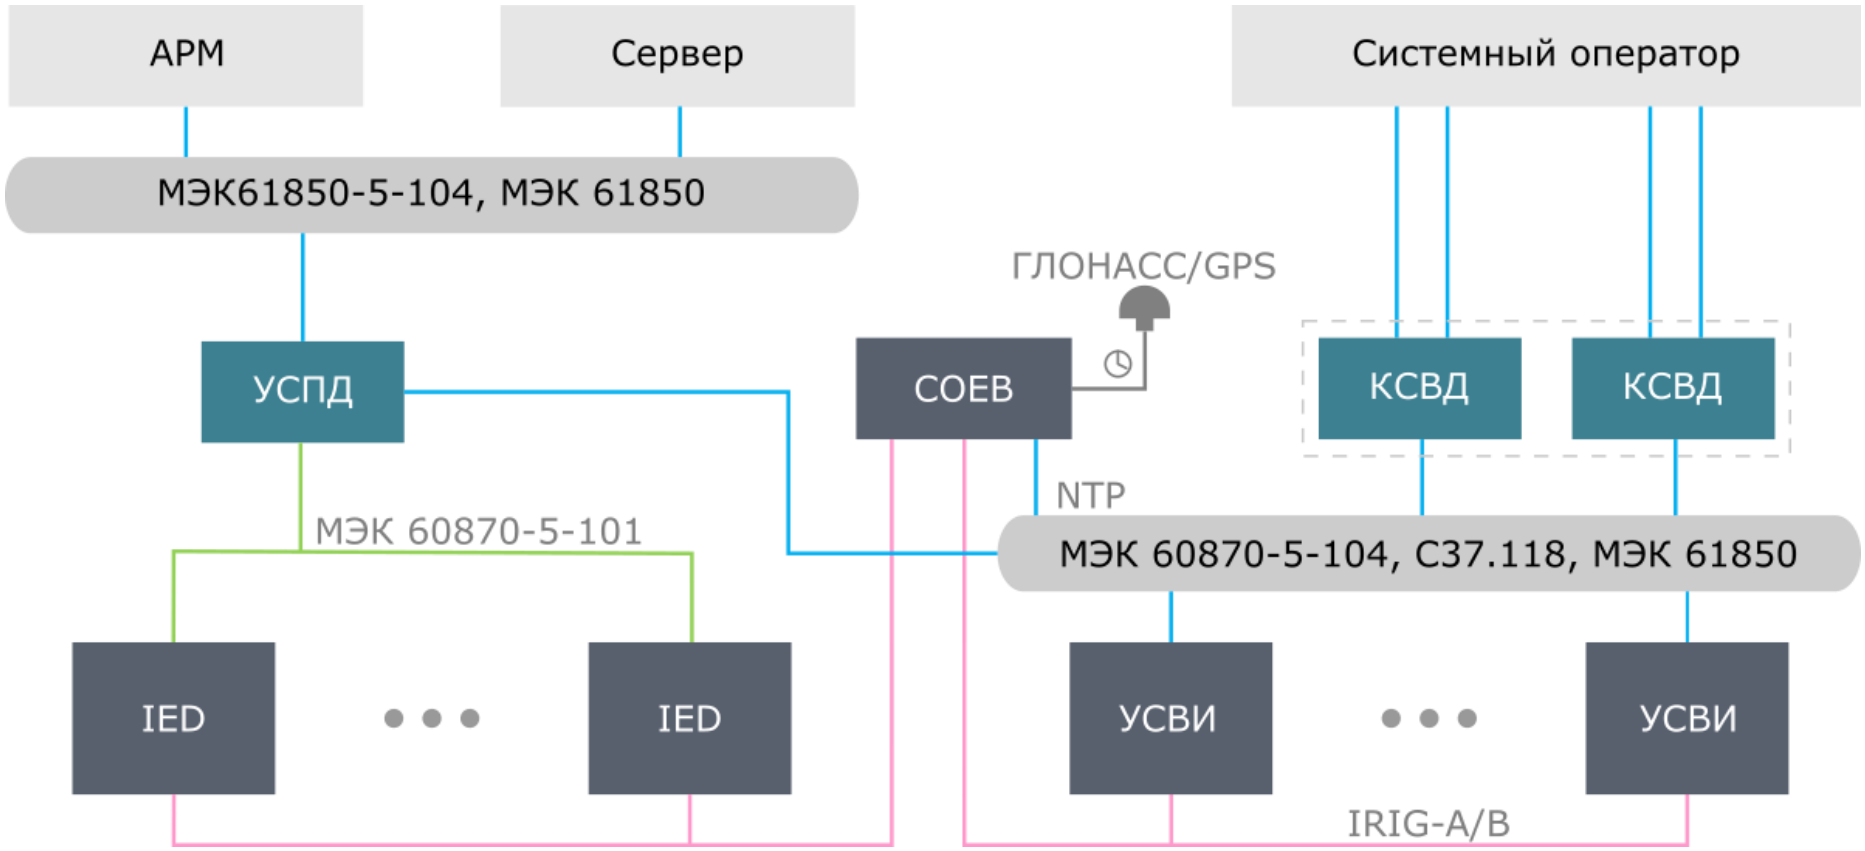 АРМ
Сервер
Системный оператор
МЭК61850-5-104, МЭК 61850
ГЛОНАСС/GPS
УСПД
СОЕВ
КСВД
КСВД
NTP
МЭК 60870-5-101
МЭК 60870-5-104, C37.118, МЭК 61850
IED
IED
УСВИ
УСВИ
IRIG-A/B